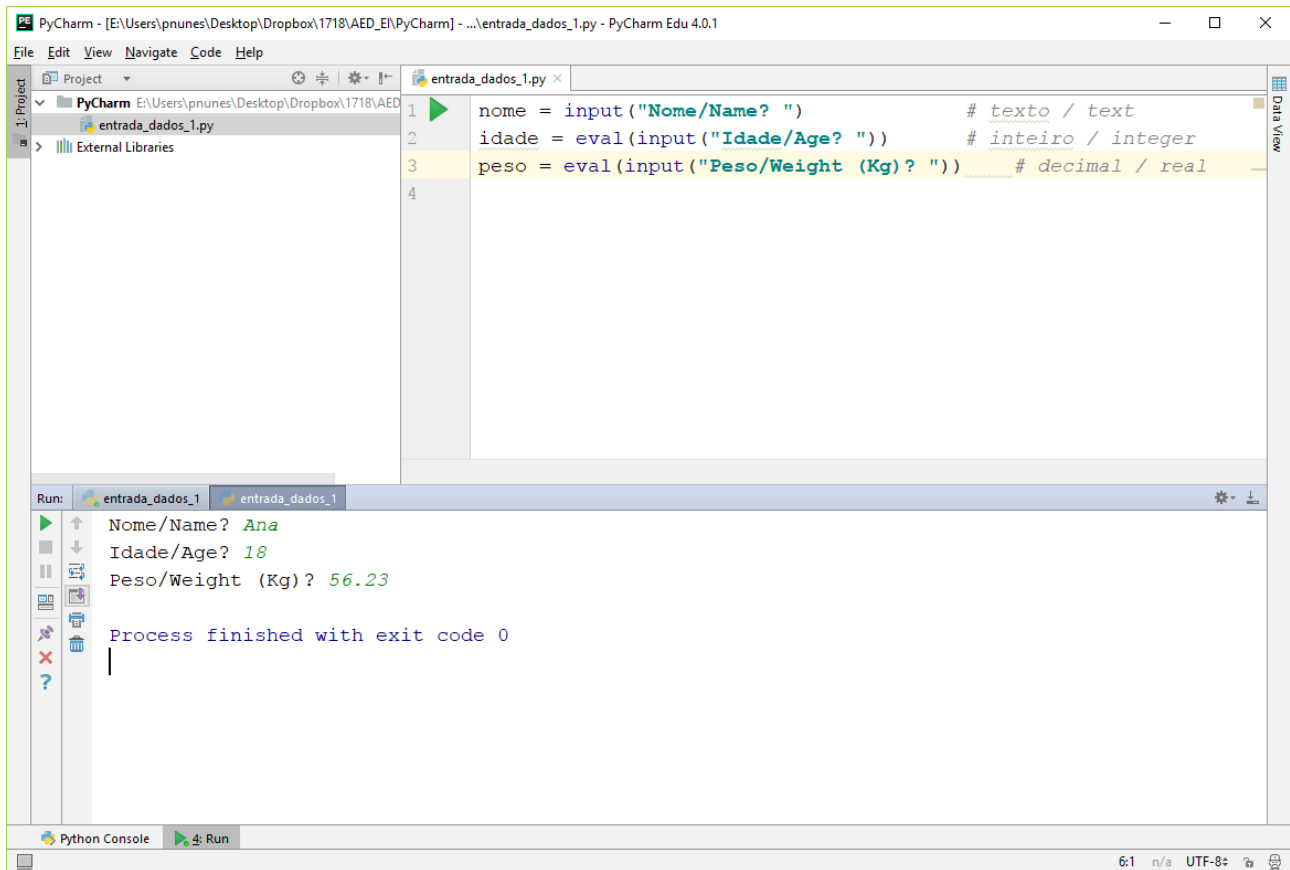 PyCharm - [E:\Users\pnunes\Desktop\Dropbox\1718\AED_EI\PyCharm] - ...\entrada_dados_1.py - PyCharm Edu 4.0.1
File Edit View Navigate Code Help
Project
entrada_dados_1.py
1: Project
PyCharm E:\Users\pnunes\Desktop\Dropbox\1718\AED
entrada_dados_1.py
External Libraries
1 nome = input("Nome/Name? ") # texto / text
2 idade = eval(input("Idade/Age? ")) # inteiro / integer
3 peso = eval(input("Peso/Weight (Kg)? ")) # decimal / real
4
Data View
Run: entrada_dados_1 entrada_dados_1
Nome/Name? Ana
Idade/Age? 18
Peso/Weight (Kg)? 56.23
Process finished with exit code 0
Python Console 4: Run
6:1 n/a UTF-8